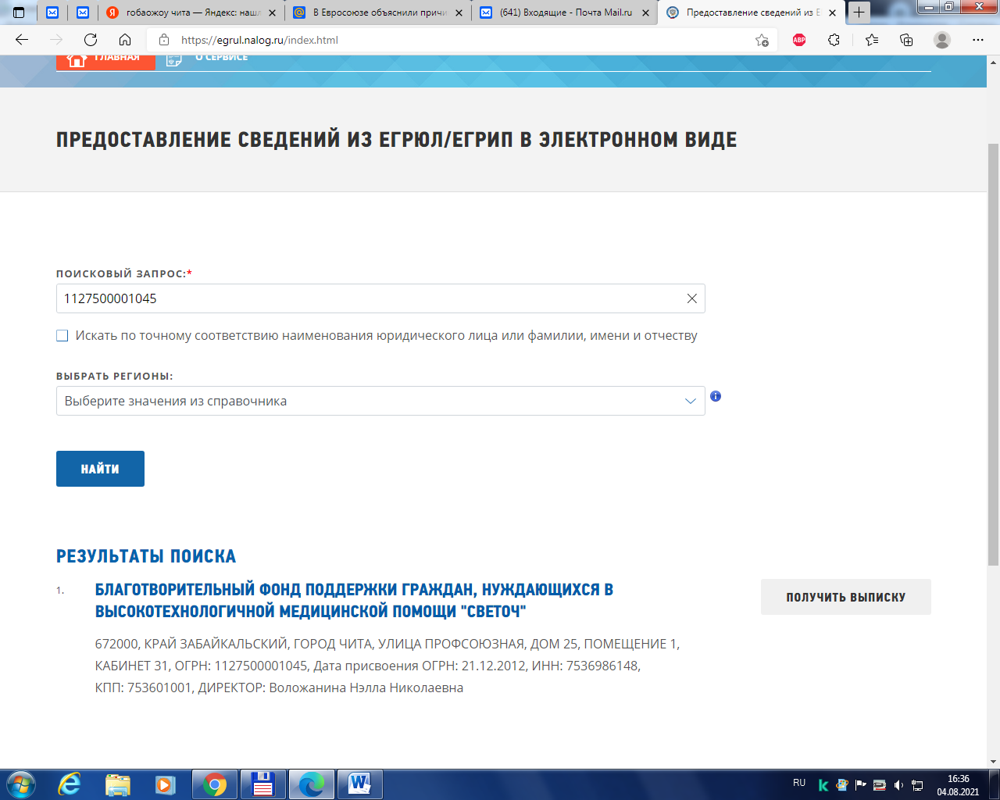 гобаожоу чита — Яндекс: наш
В Евросоюзе объяснили причи
(641) Входящие - Почта Mail.ru
Предоставление сведений из Е
https://egrul.nalog.ru/index.html
ABP
ГЛАВНАЯ
О СЕРВИСЕ
ПРЕДОСТАВЛЕНИЕ СВЕДЕНИЙ ИЗ ЕГРЮЛ/ЕГРИП В ЭЛЕКТРОННОМ ВИДЕ
ПОИСКОВЫЙ ЗАПРОС:*
1127500001045
Искать по точному соответствию наименования юридического лица или фамилии, имени и отчеству
ВЫБРАТЬ РЕГИОНЫ:
Выберите значения из справочника
НАЙТИ
РЕЗУЛЬТАТЫ ПОИСКА
1.
БЛАГОТВОРИТЕЛЬНЫЙ ФОНД ПОДДЕРЖКИ ГРАЖДАН, НУЖДАЮЩИХСЯ В
ВЫСОКОТЕХНОЛОГИЧНОЙ МЕДИЦИНСКОЙ ПОМОЩИ "СВЕТОЧ"
ПОЛУЧИТЬ ВЫПИСКУ
672000, КРАЙ ЗАБАЙКАЛЬСКИЙ, ГОРОД ЧИТА, УЛИЦА ПРОФСОЮЗНАЯ, ДОМ 25, ПОМЕЩЕНИЕ 1,
КАБИНЕТ 31, ОГРН: 1127500001045, Дата присвоения ОГРН: 21.12.2012, ИНН: 7536986148,
КПП: 753601001, ДИРЕКТОР: Воложанина Нэлла Николаевна
RU
16:36
04.08.2021